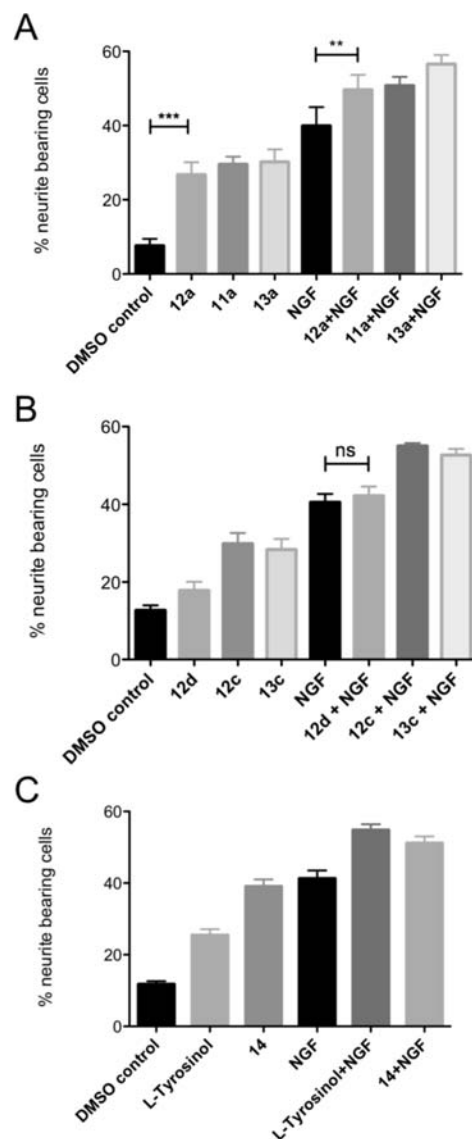 A
% neurite bearing cells
60
40
20
0
***
**
DMSO control
12a
11a
13a
NGF
12a+NGF
11a+NGF
13a+NGF
B
% neurite bearing cells
60
40
20
0
ns
DMSO control
12d
12c
13c
NGF
12d + NGF
12c + NGF
13c + NGF
C
% neurite bearing cells
60
40
20
0
DMSO control
L-Tyrosinol
14
NGF
L-Tyrosinol+NGF
14+NGF